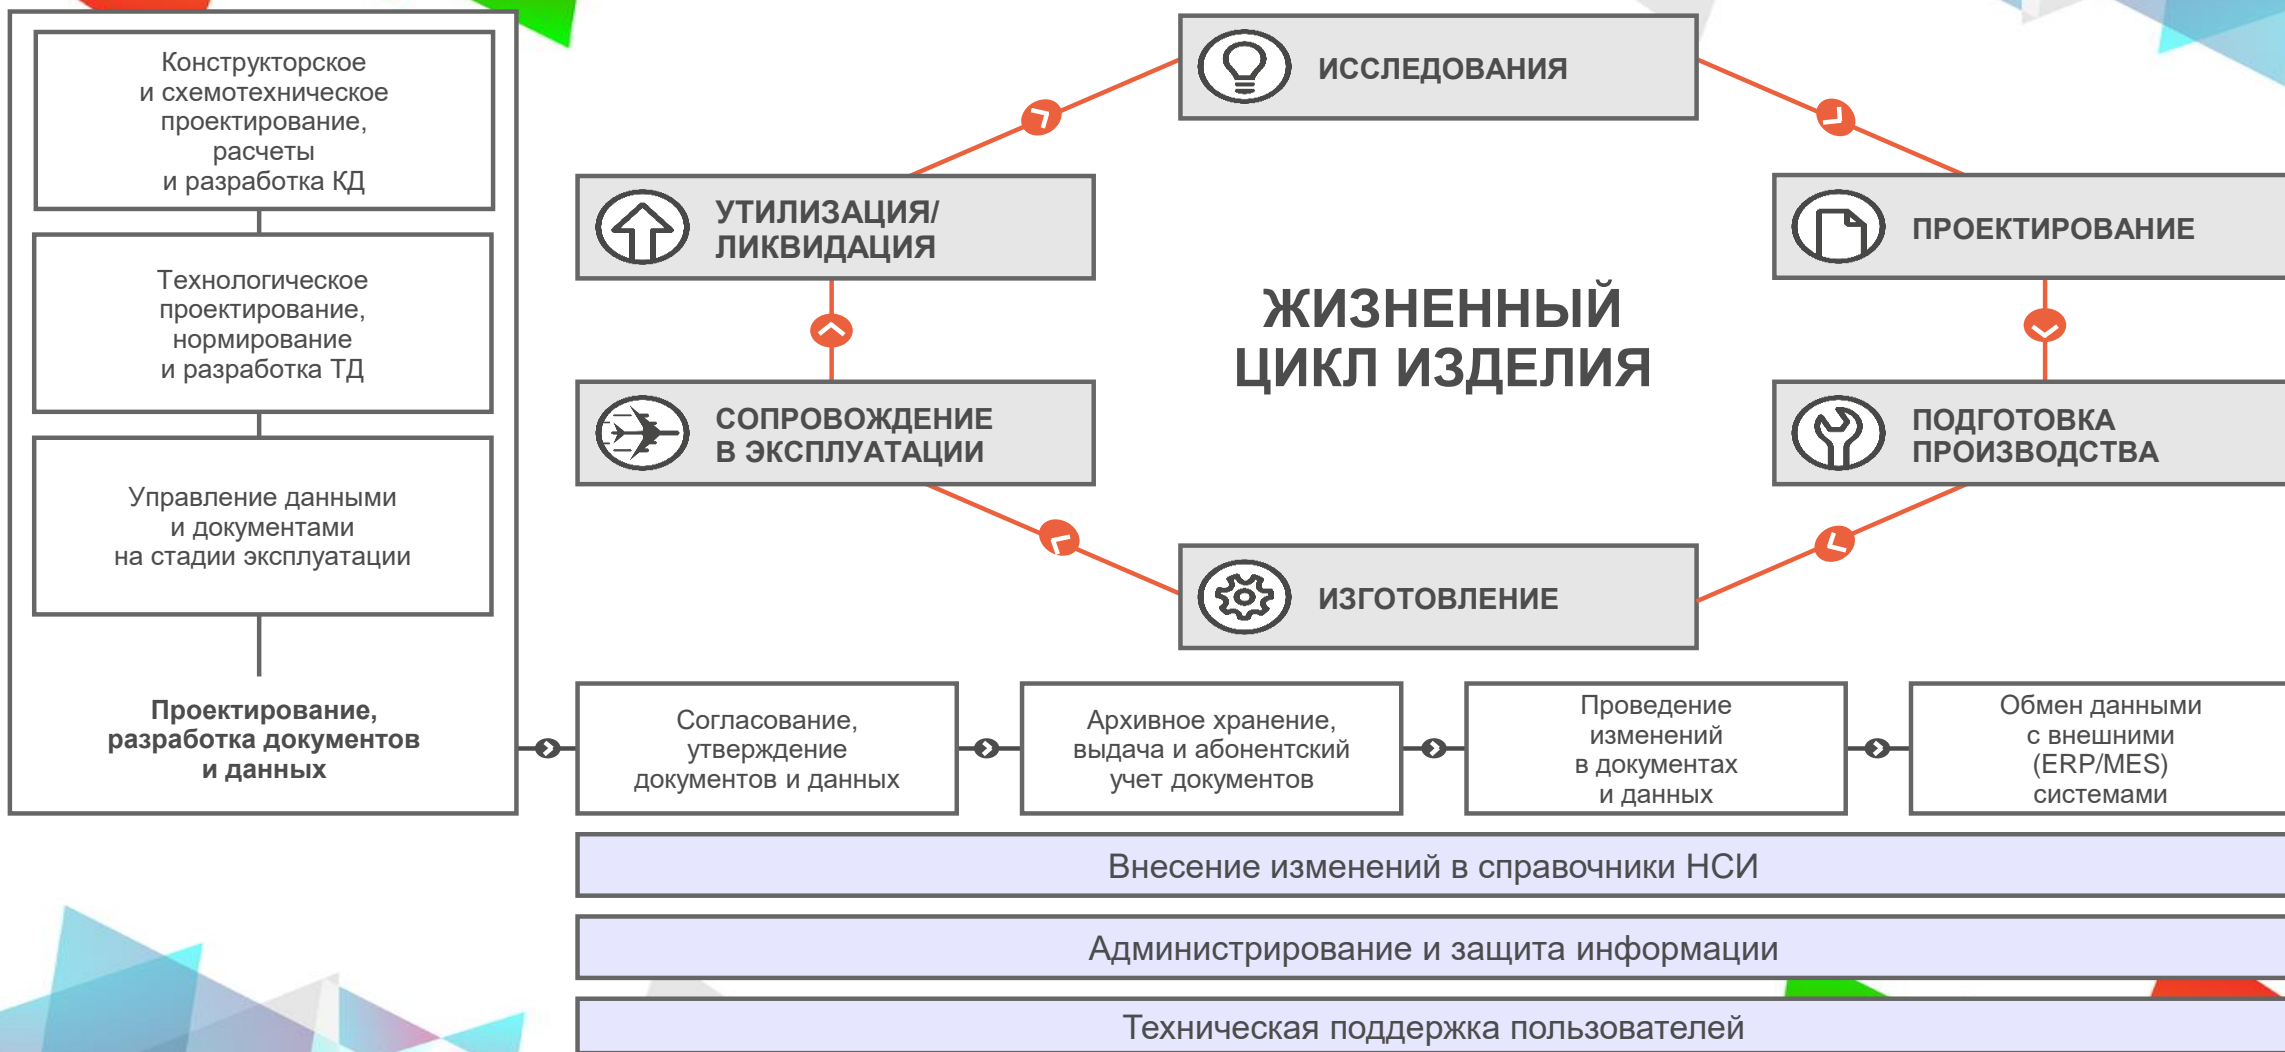 Конструкторское
и схемотехническое
проектирование,
расчеты
и разработка КД
Технологическое
проектирование,
нормирование
и разработка ТД
Управление данными
и документами
на стадии эксплуатации
Проектирование,
разработка документов
и данных
ИССЛЕДОВАНИЯ
УТИЛИЗАЦИЯ/
ЛИКВИДАЦИЯ
ПРОЕКТИРОВАНИЕ
ЖИЗНЕННЫЙ
ЦИКЛ ИЗДЕЛИЯ
СОПРОВОЖДЕНИЕ
В ЭКСПЛУАТАЦИИ
ПОДГОТОВКА
ПРОИЗВОДСТВА
ИЗГОТОВЛЕНИЕ
Согласование,
утверждение
документов и данных
Архивное хранение,
выдача и абонентский
учет документов
Проведение
изменений
в документах
и данных
Обмен данными
с внешними
(ERP/MES)
системами
Внесение изменений в справочники НСИ
Администрирование и защита информации
Техническая поддержка пользователей